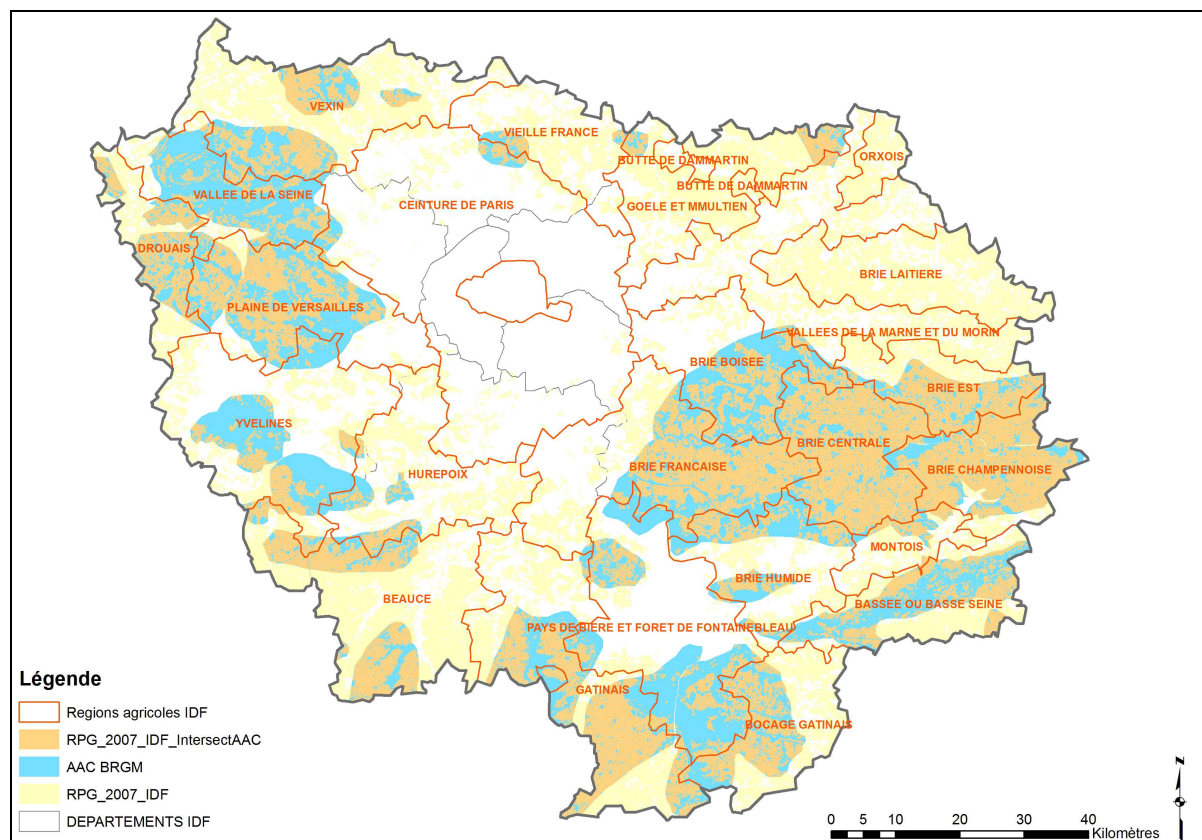 VEXIN
VIEILLE FRANCE
BUTTE DE DAMMARTIN
ORXOIS
BUTTE DE DAMMARTIN
VALLEE DE LA SEINE
CEINTURE DE PARIS
GOELE ET MMULTIEN
DROUAIS
BRIE LAITIERE
PLAINE DE VERSAILLES
VALLEES DE LA MARNE ET DU MORIN
BRIE BOISEE
BRIE EST
YVELINES
BRIE CENTRALE
HUREPOIX
BRIE FRANCAISE
BRIE CHAMPENNOISE
MONTOIS
BRIE HUMIDE
BEAUCE
BASSEE OU BASSE SEINE
PAYS DE BIERE ET FORET DE FONTAINEBLEAU
GATINAIS
BOCAGE GATINAIS
Légende
Regions agricoles IDF
RPG_2007_IDF_IntersectAAC
AAC BRGM
RPG_2007_IDF
DEPARTEMENTS IDF
N
0 5 10 20 30 40
Kilomètres